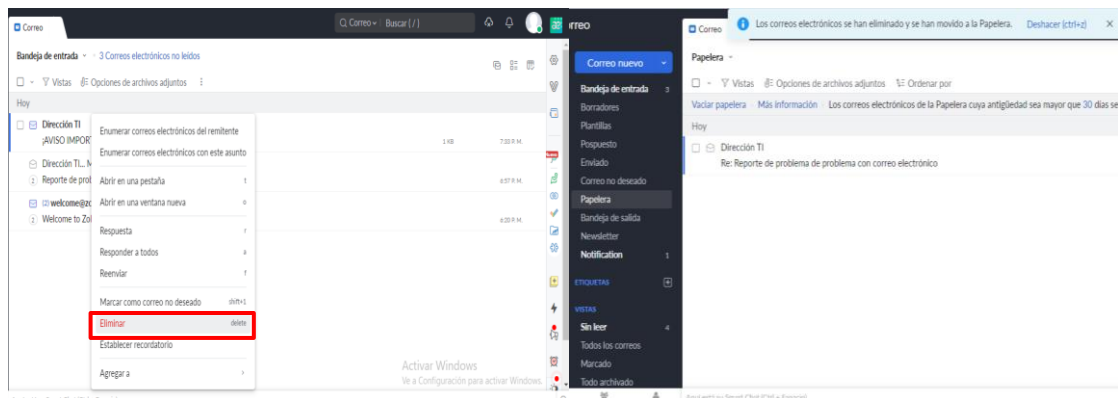 Correo
Correo Buscar ( / )
Bandeja de entrada 3 Correos electrónicos no leídos
Vistas Opciones de archivos adjuntos
Hoy
Dirección TI
¡AVISO IMPOR
1 KB 7:33 P. M.
Dirección TI... M
2 Reporte de prob
6:57 P. M.
(2) welcome@zo
2 Welcome to Zoh
6:20 P. M.
Enumerar correos electrónicos del remitente
Enumerar correos electrónicos con este asunto
Abrir en una pestaña t
Abrir en una ventana nueva o
Respuesta r
Responder a todos a
Reenviar f
Marcar como correo no deseado shift+1
Eliminar delete
Establecer recordatorio
Agregar a
Activar Windows
Ve a Configuración para activar Windows.
rreo
Correo nuevo
Bandeja de entrada 3
Borradores
Plantillas
Pospuesto
Enviado
Correo no deseado
Papelera
Bandeja de salida
Newsletter
Notification 1
ETIQUETAS
VISTAS
Sin leer 4
Todos los correos
Marcado
Todo archivado
Correo
Los correos electrónicos se han eliminado y se han movido a la Papelera. Deshacer (ctrl+z)
Papelera
Vistas Opciones de archivos adjuntos Ordenar por
Vaciar papelera Más información Los correos electrónicos de la Papelera cuya antigüedad sea mayor que 30 días se
Hoy
Dirección TI
Re: Reporte de problema de problema con correo electrónico